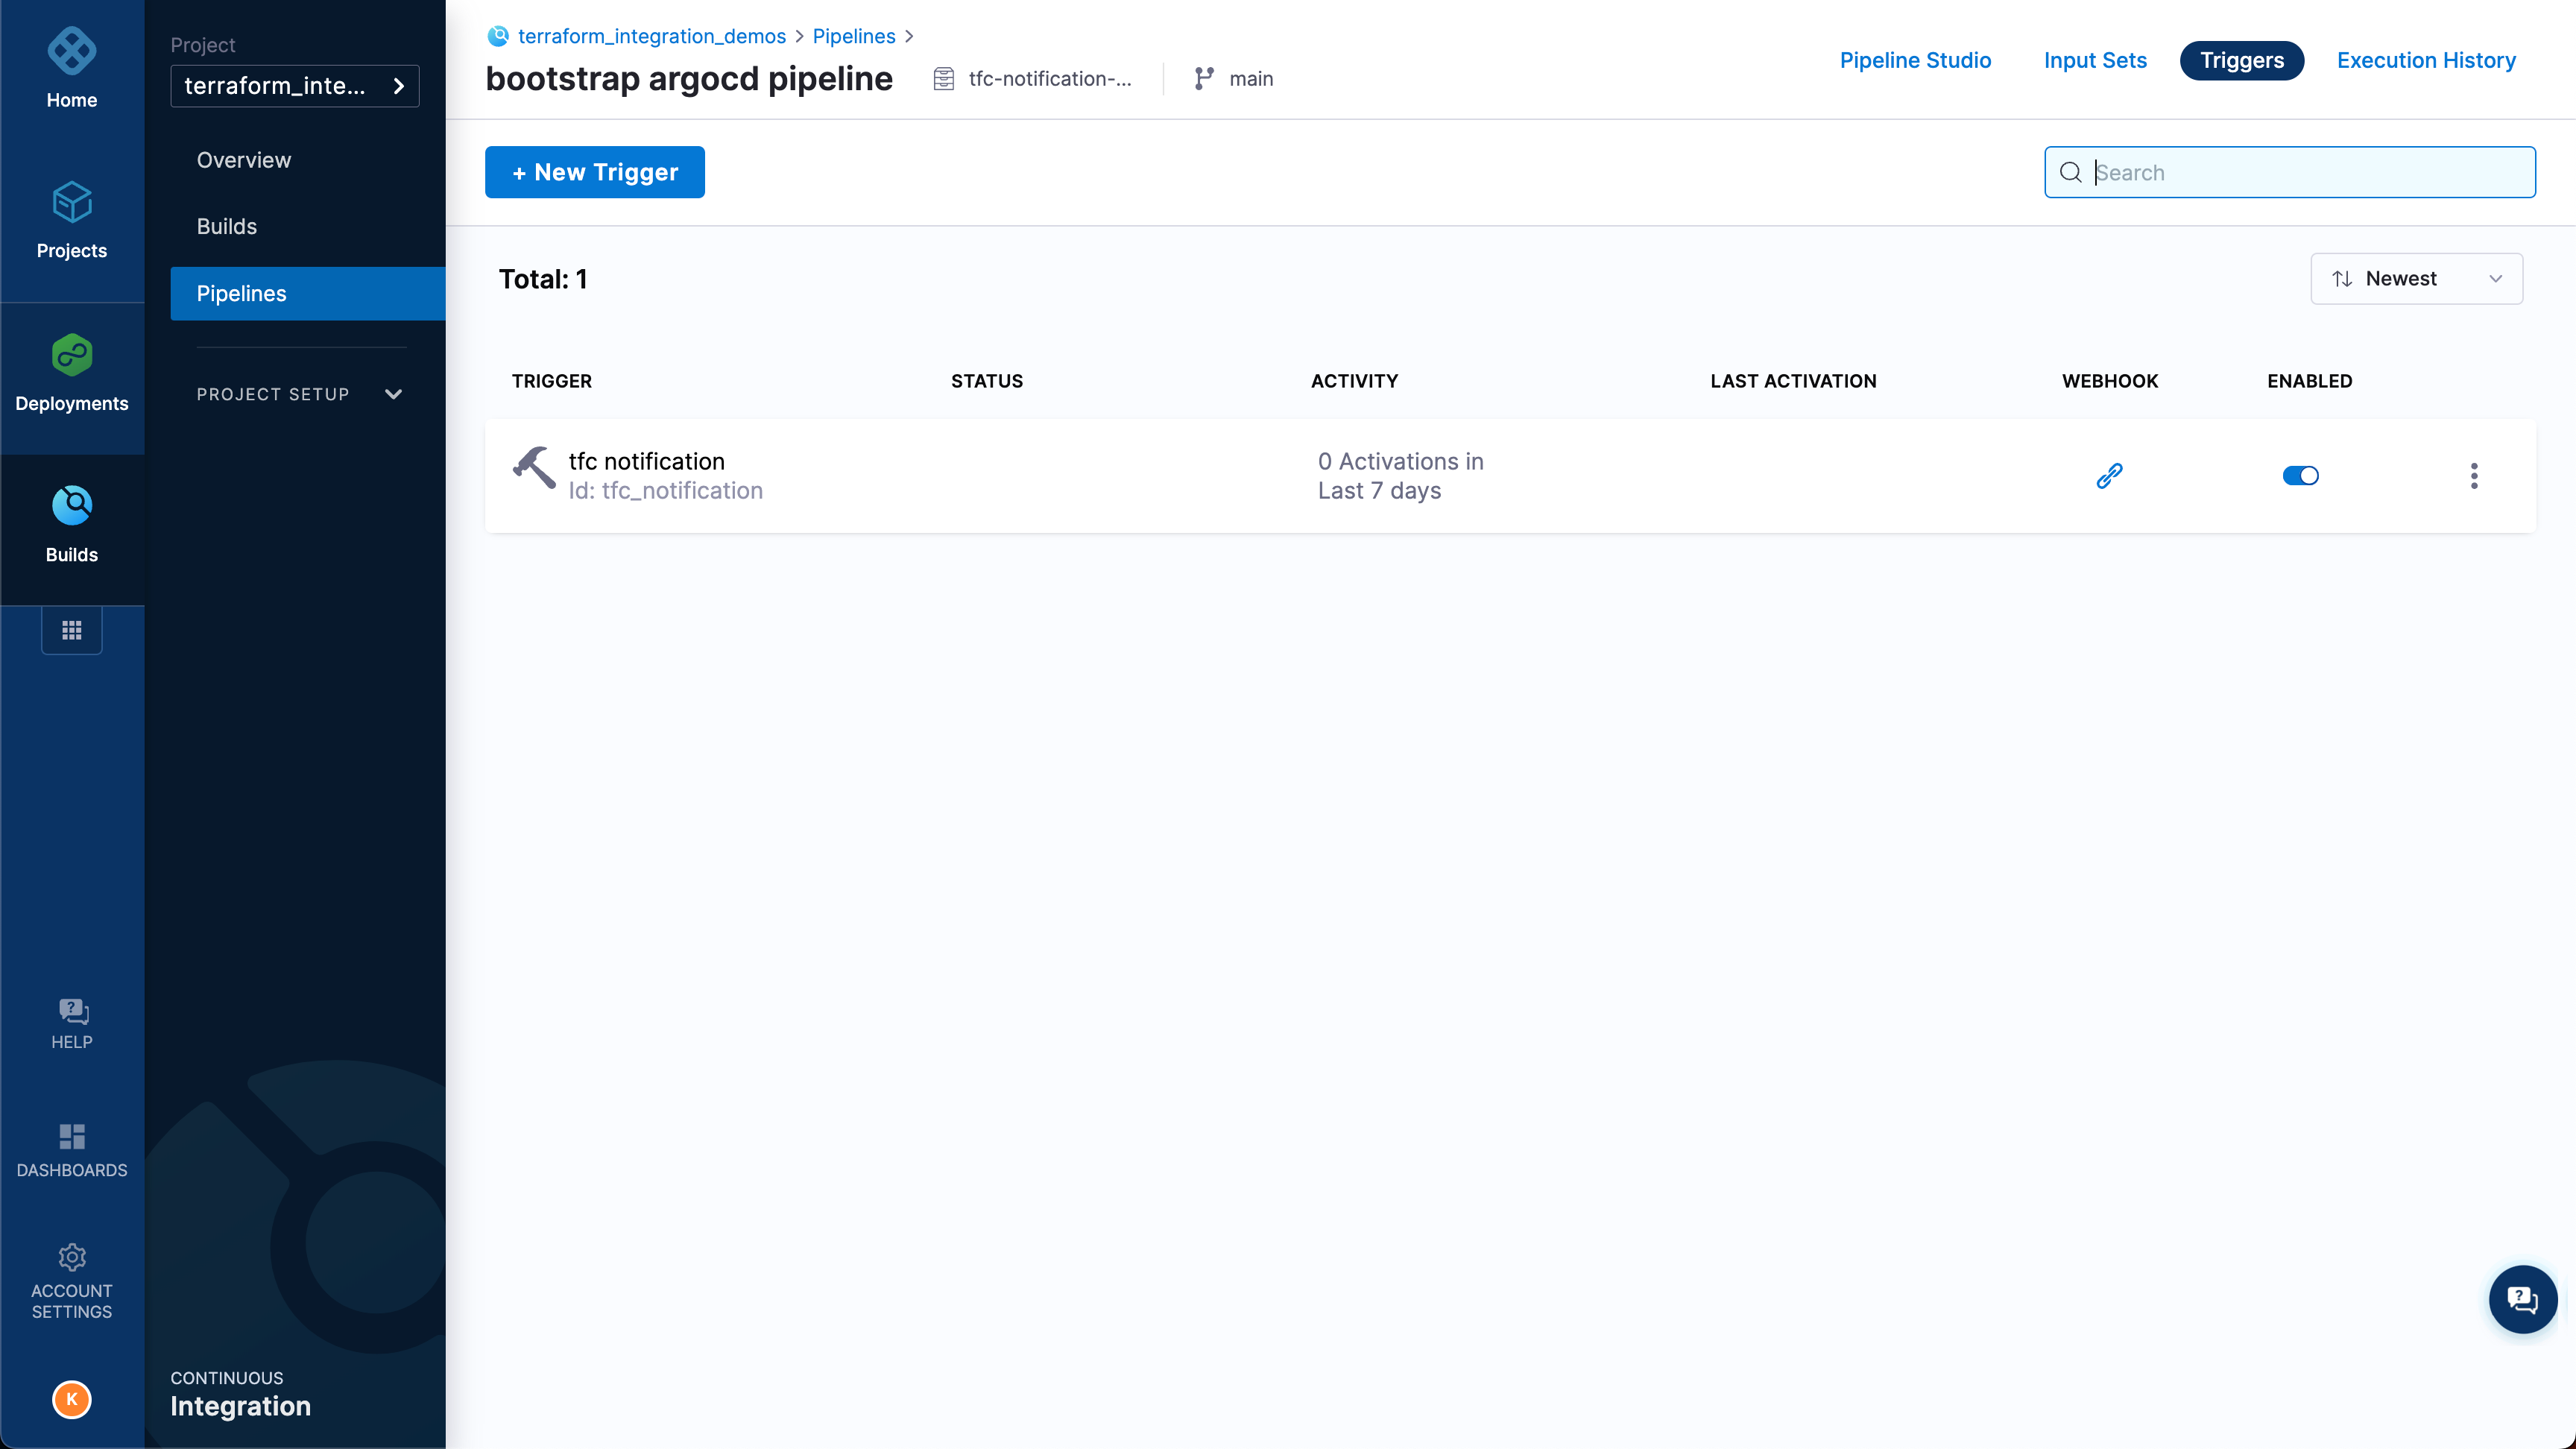 Home
Projects
Deployments
Builds
HELP
DASHBOARDS
ACCOUNT
SETTINGS
K
Project
terraform_inte...
Overview
Builds
Pipelines
PROJECT SETUP
CONTINUOUS
Integration
terraform_integration_demos > Pipelines >
bootstrap argocd pipeline
tfc-notification-...
main
Pipeline Studio
Input Sets
Triggers
Execution History
+ New Trigger
Search
Total: 1
Newest
TRIGGER STATUS ACTIVITY LAST ACTIVATION WEBHOOK ENABLED
tfc notification
Id: tfc_notification
0 Activations in
Last 7 days